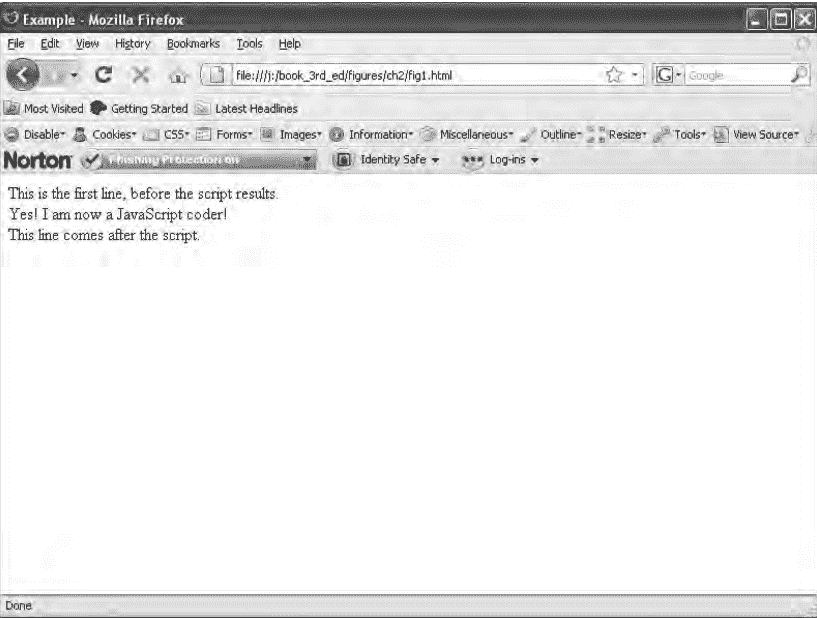 Example - Mozilla Firefox
File Edit View History Bookmarks Tools Help
file:///J:/book_3rd_ed/figures/ch2/fig1.html
G Google
Most Visited Getting Started Latest Headlines
Disable Cookies CSS Forms Images Information Miscellaneous Outline Resize Tools View Source
Norton Phishing Protection on Identity Safe Log-ins
This is the first line, before the script results.
Yes! I am now a JavaScript coder!
This line comes after the script.
Done